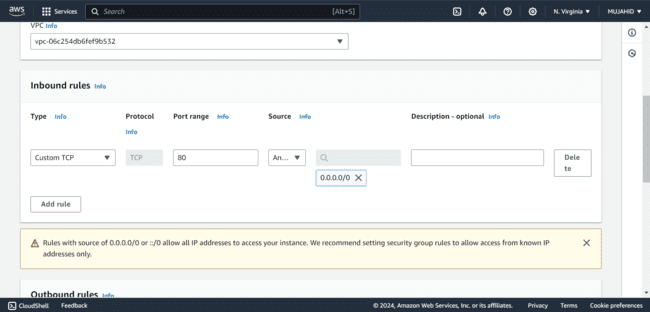 aws Services Search [Alt+S] N. Virginia MUJAHID
VPC Info
vpc-06c254db6fef9b532
Inbound rules Info
Type Info Protocol Info Port range Info Source Info Description - optional Info
Custom TCP TCP 80 An... Delete
0.0.0.0/0
Add rule
Rules with source of 0.0.0.0/0 or ::/0 allow all IP addresses to access your instance. We recommend setting security group rules to allow access from known IP
addresses only.
Outbound rules Info
CloudShell Feedback © 2024, Amazon Web Services, Inc. or its affiliates. Privacy Terms Cookie preferences